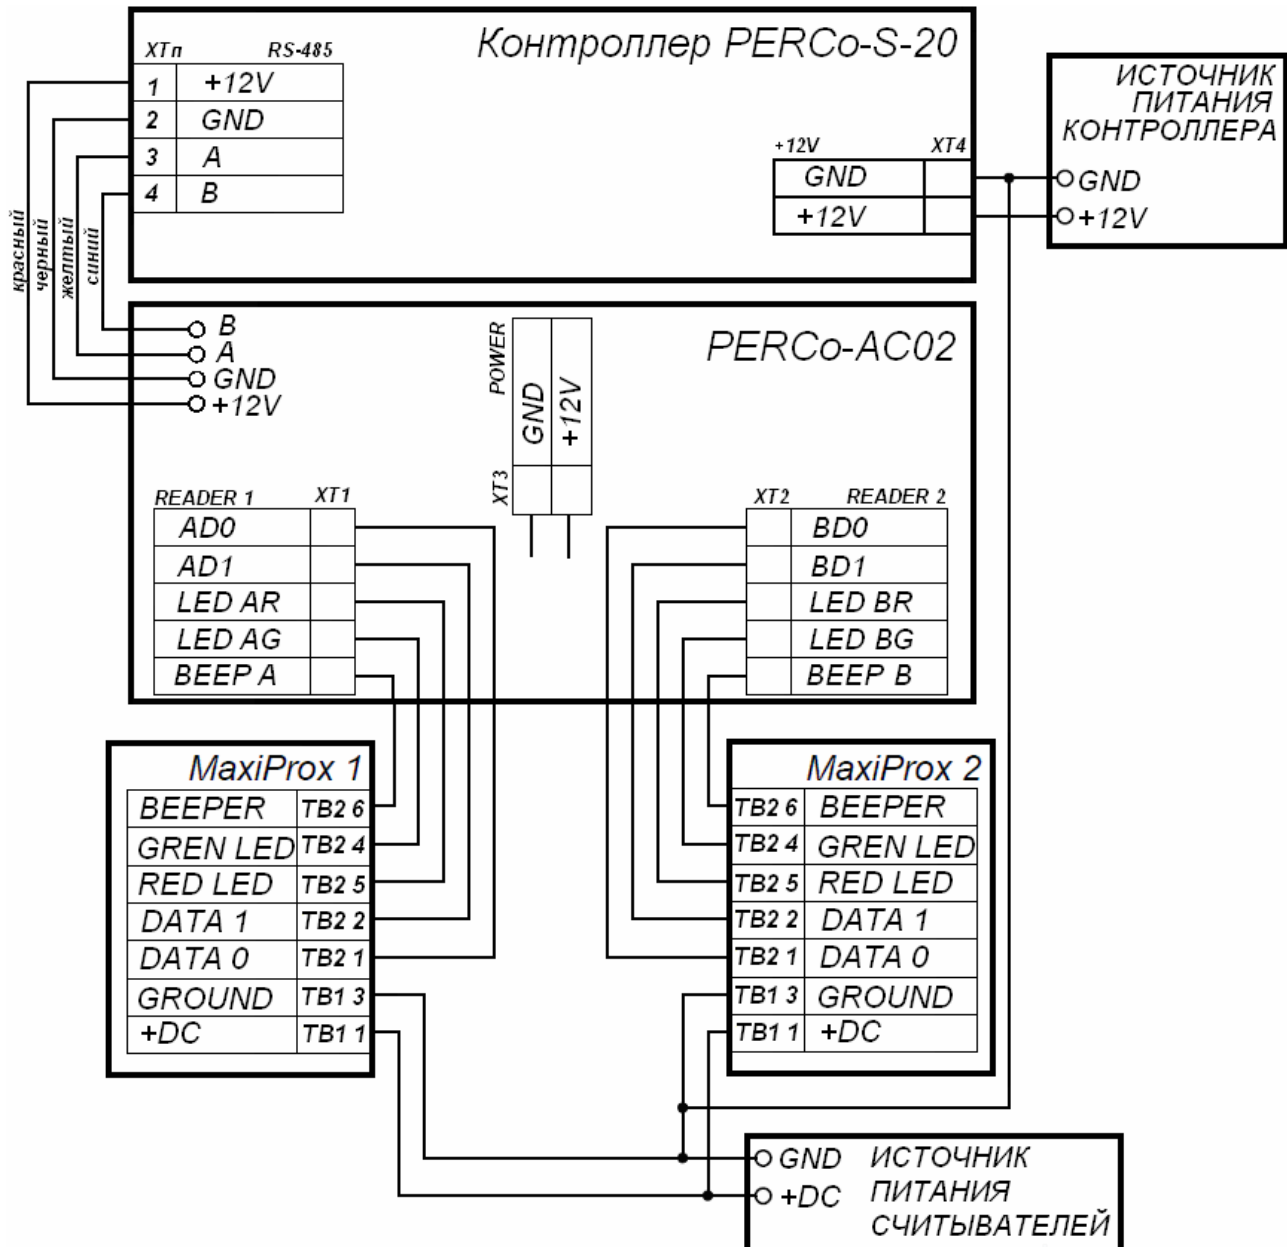 Контроллер PERCo-S-20
XTn RS-485
1 +12V
2 GND
3 A
4 B
+12V XT4
GND
+12V
ИСТОЧНИК
ПИТАНИЯ
КОНТРОЛЛЕРА
GND
+12V
красный
черный
желтый
синий
PERCo-AC02
B
A
GND
+12V
POWER
GND
+12V
XT3
READER 1 XT1
AD0
AD1
LED AR
LED AG
BEEP A
XT2 READER 2
BD0
BD1
LED BR
LED BG
BEEP B
MaxiProx 1
BEEPER TB2 6
GREN LED TB2 4
RED LED TB2 5
DATA 1 TB2 2
DATA 0 TB2 1
GROUND TB1 3
+DC TB1 1
MaxiProx 2
TB2 6 BEEPER
TB2 4 GREN LED
TB2 5 RED LED
TB2 2 DATA 1
TB2 1 DATA 0
TB1 3 GROUND
TB1 1 +DC
GND
+DC
ИСТОЧНИК
ПИТАНИЯ
СЧИТЫВАТЕЛЕЙ